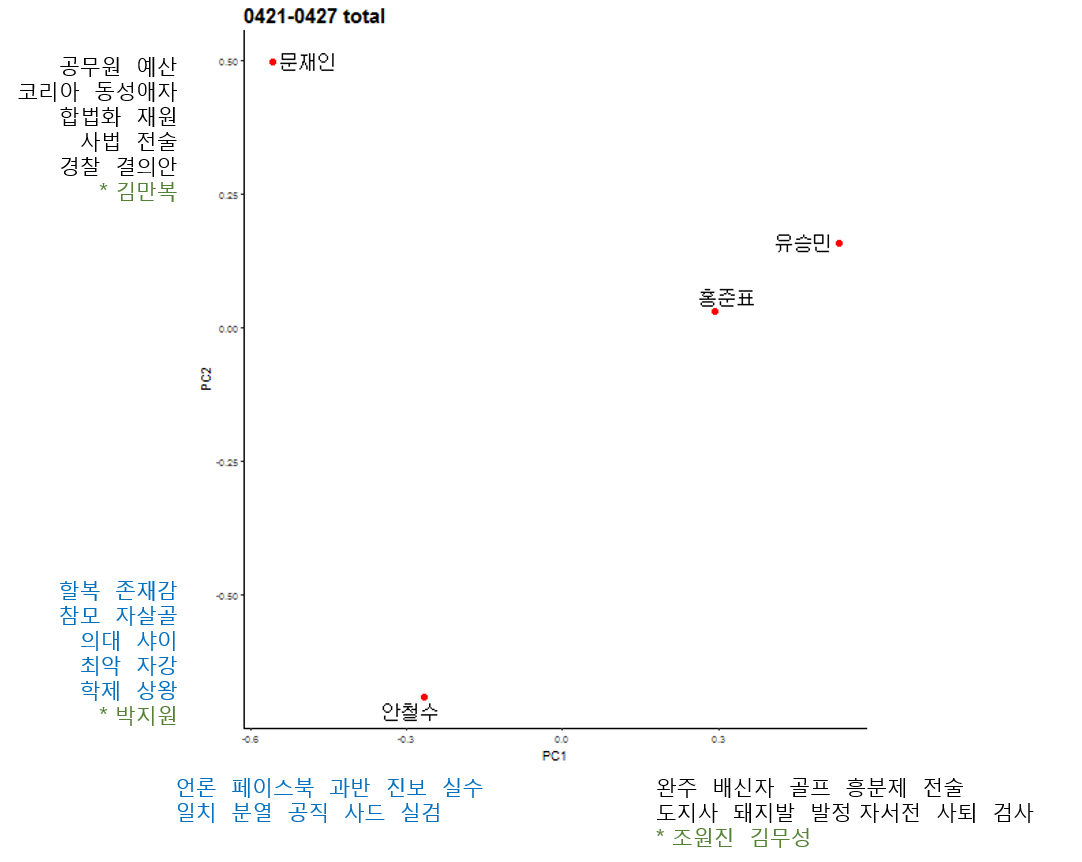 0421-0427 total
0.50
문재인
공무원 예산
코리아 동성애자
합법화 재원
사법 전술
경찰 결의안
* 김만복
0.25
유승민
홍준표
0.00
PC2
-0.25
할복 존재감
참모 자살골
의대 샤이
최악 자강
학제 상왕
* 박지원
-0.50
안철수
-0.6 -0.3 0.0 0.3
PC1
언론 페이스북 과반 진보 실수
일치 분열 공직 사드 실검
완주 배신자 골프 흥분제 전술
도지사 돼지발 발정 자서전 사퇴 검사
* 조원진 김무성